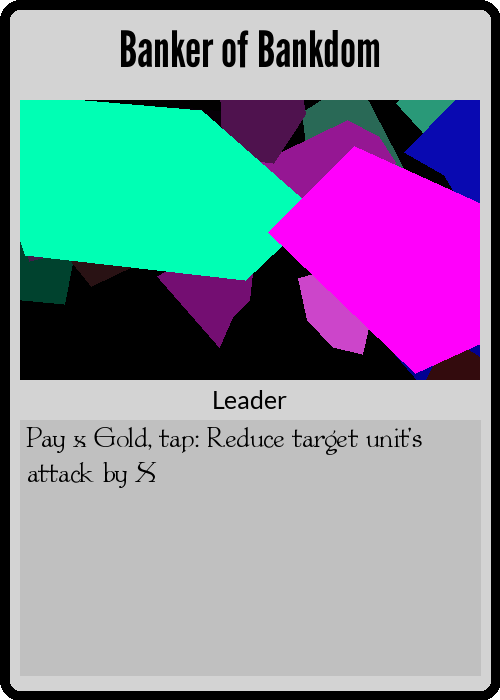 Banker of Bankdom
Leader
Pay x Gold, tap: Reduce target unit's
attack by X